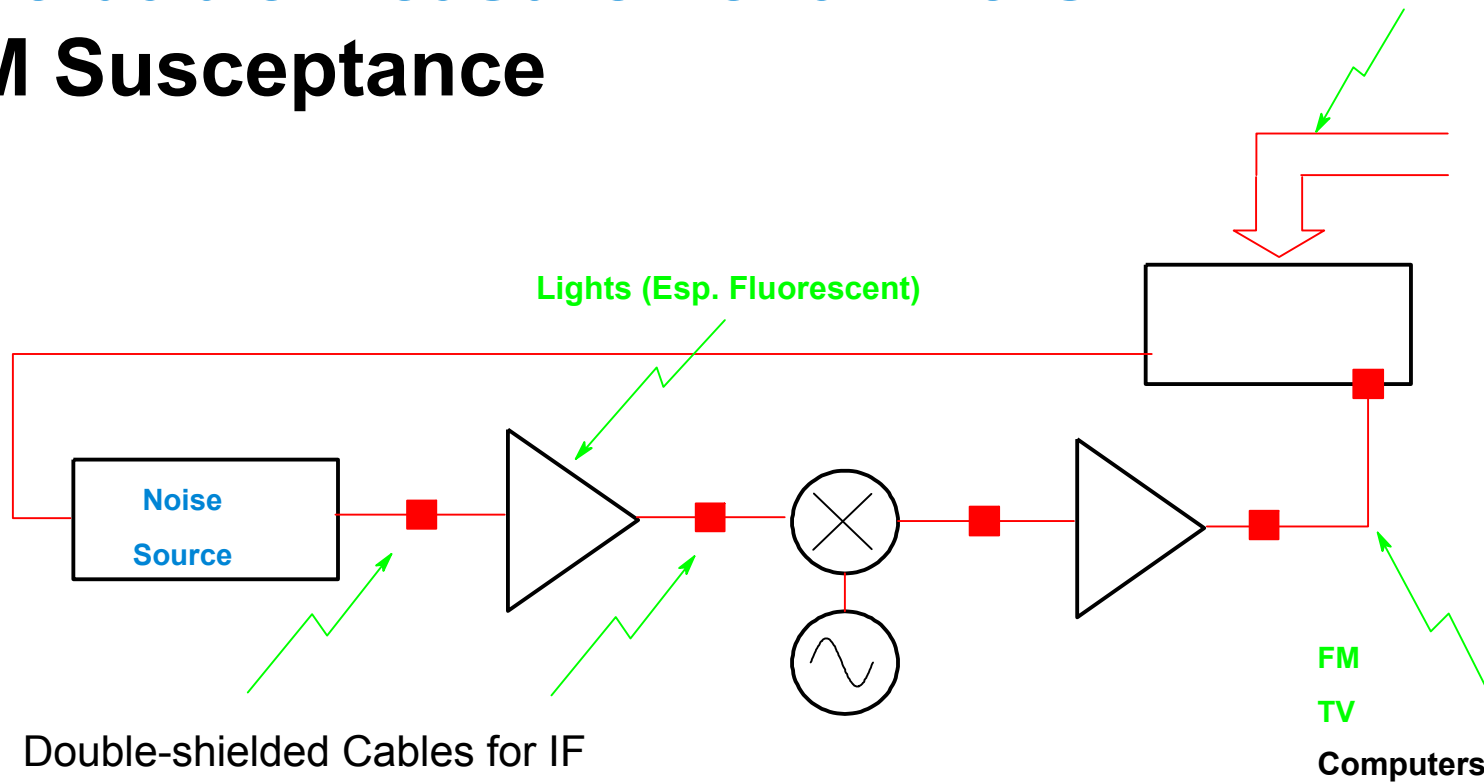 M Susceptance
Lights (Esp. Fluorescent)
Noise
Source
FM
TV
Double-shielded Cables for IF
Computers